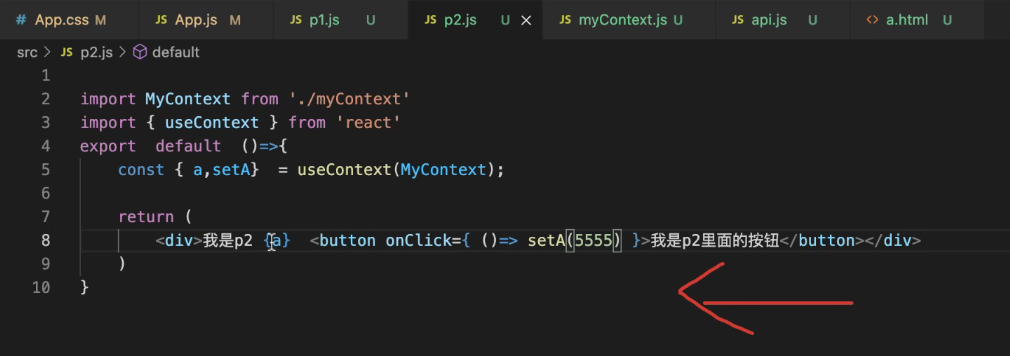 # App.css M JS App.js M JS p1.js U JS p2.js U × JS myContext.js U JS api.js U <> a.html U
src > JS p2.js > default
1
2 import MyContext from './myContext'
3 import { useContext } from 'react'
4 export  default  ()=>{
5     const { a,setA}  = useContext(MyContext);
6
7     return (
8         <div>我是p2 {a}  <button onClick={ ()=> setA(5555) }>我是p2里面的按钮</button></div>
9     )
10 }